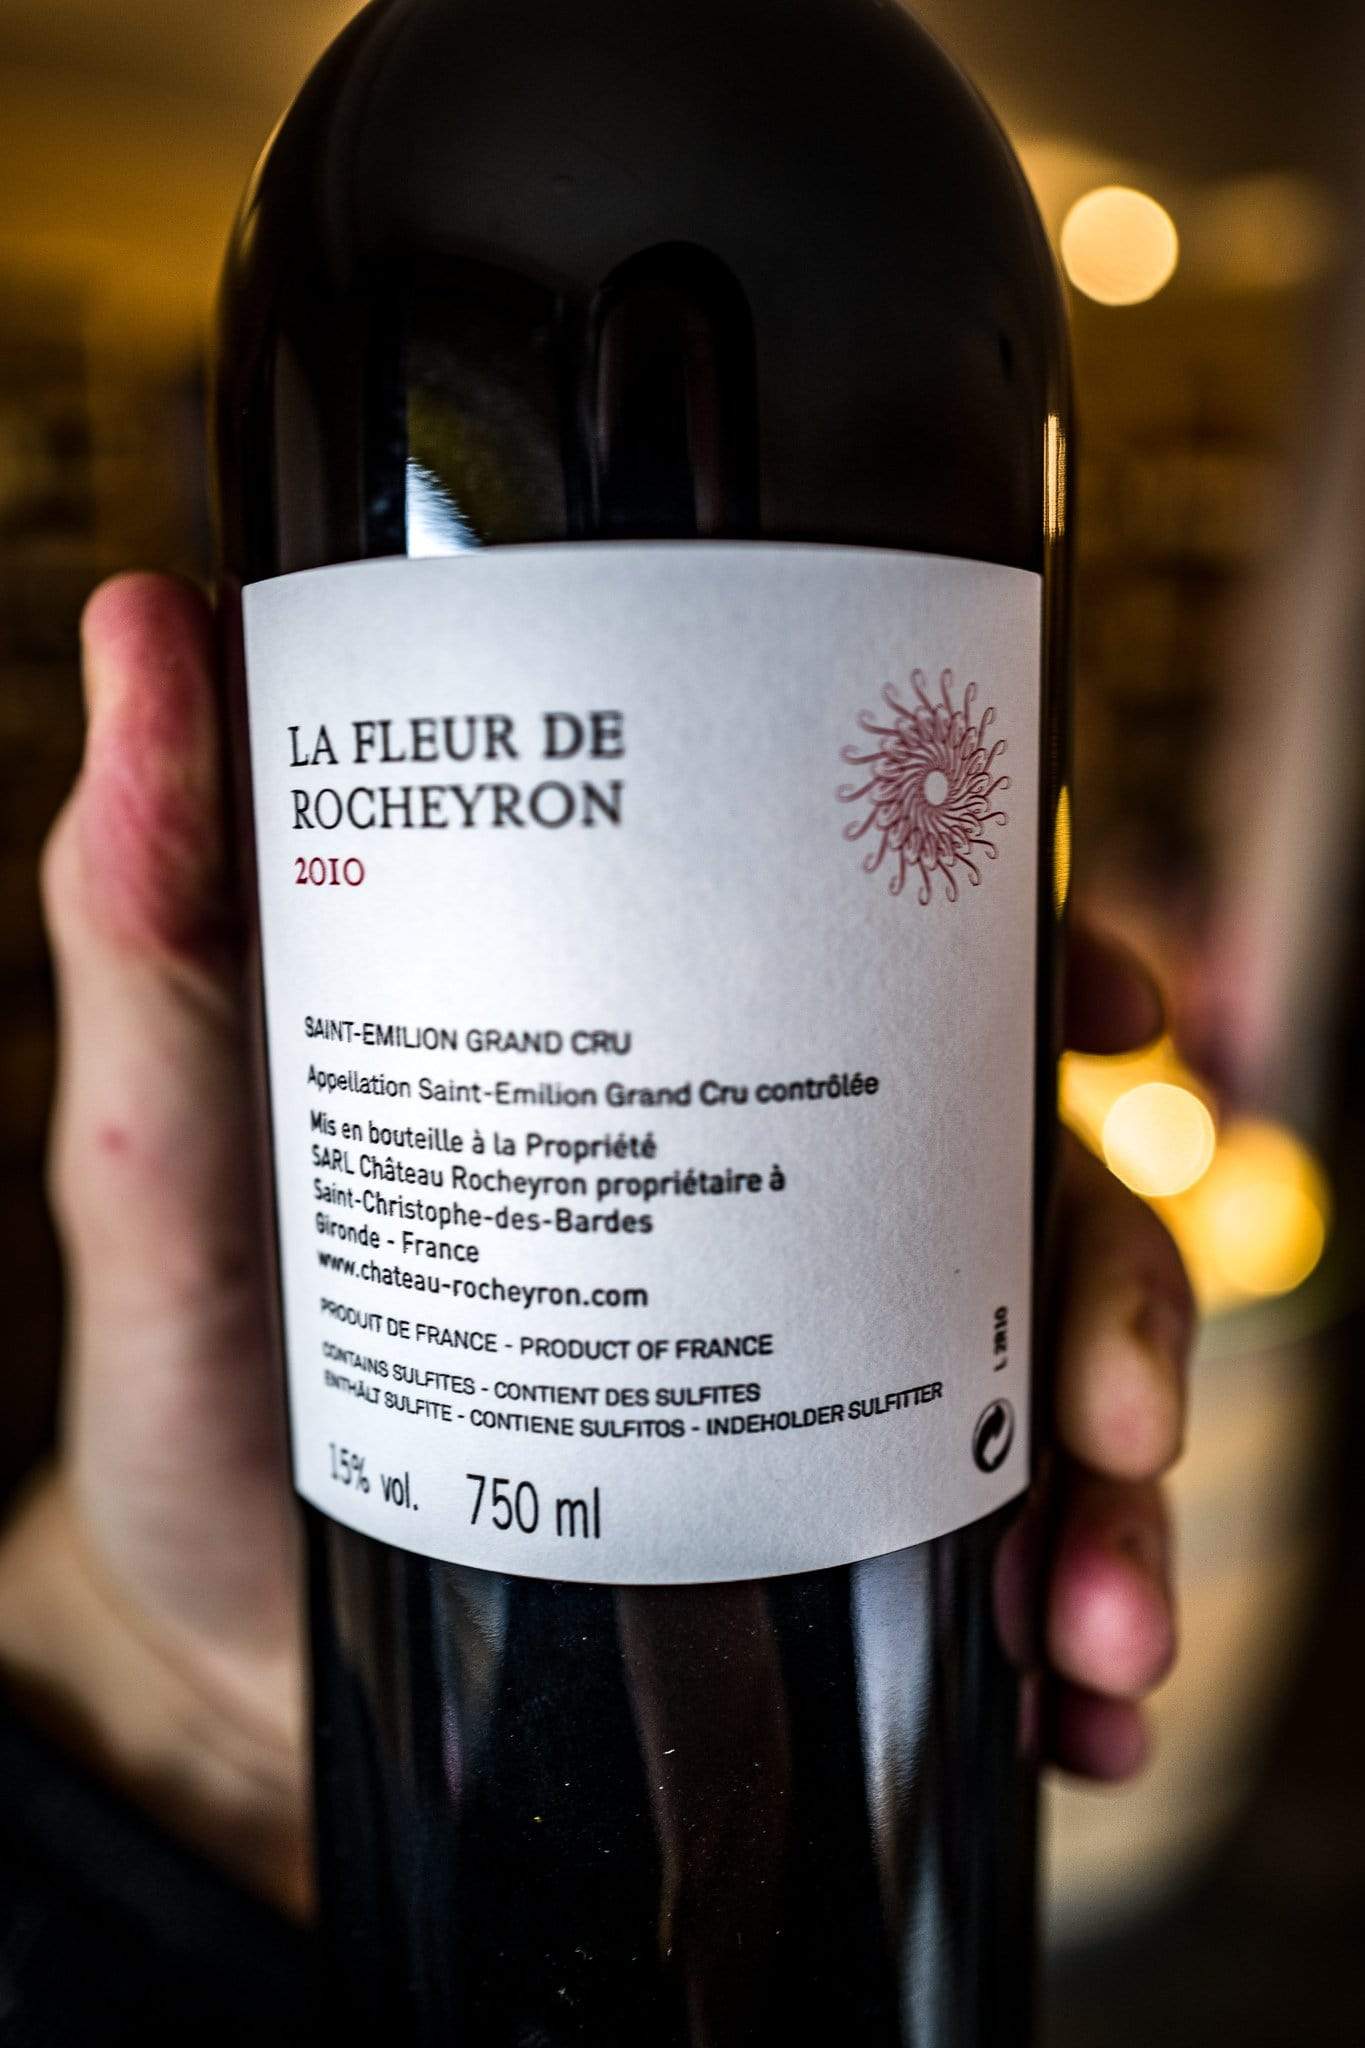 LA FLEUR DE
ROCHEYRON
2010
SAINT-EMILION GRAND CRU
Appellation Saint-Emilion Grand Cru contrôlée
Mis en bouteille à la Propriété
SARL Château Rocheyron propriétaire à
Saint-Christophe-des-Bardes
Gironde - France
www.chateau-rocheyron.com
PRODUIT DE FRANCE - PRODUCT OF FRANCE
CONTAINS SULFITES - CONTIENT DES SULFITES
ENTHÄLT SULFITE - CONTIENE SULFITOS - INDEHOLDER SULFITTER
15% vol. 750 ml
L 2R10